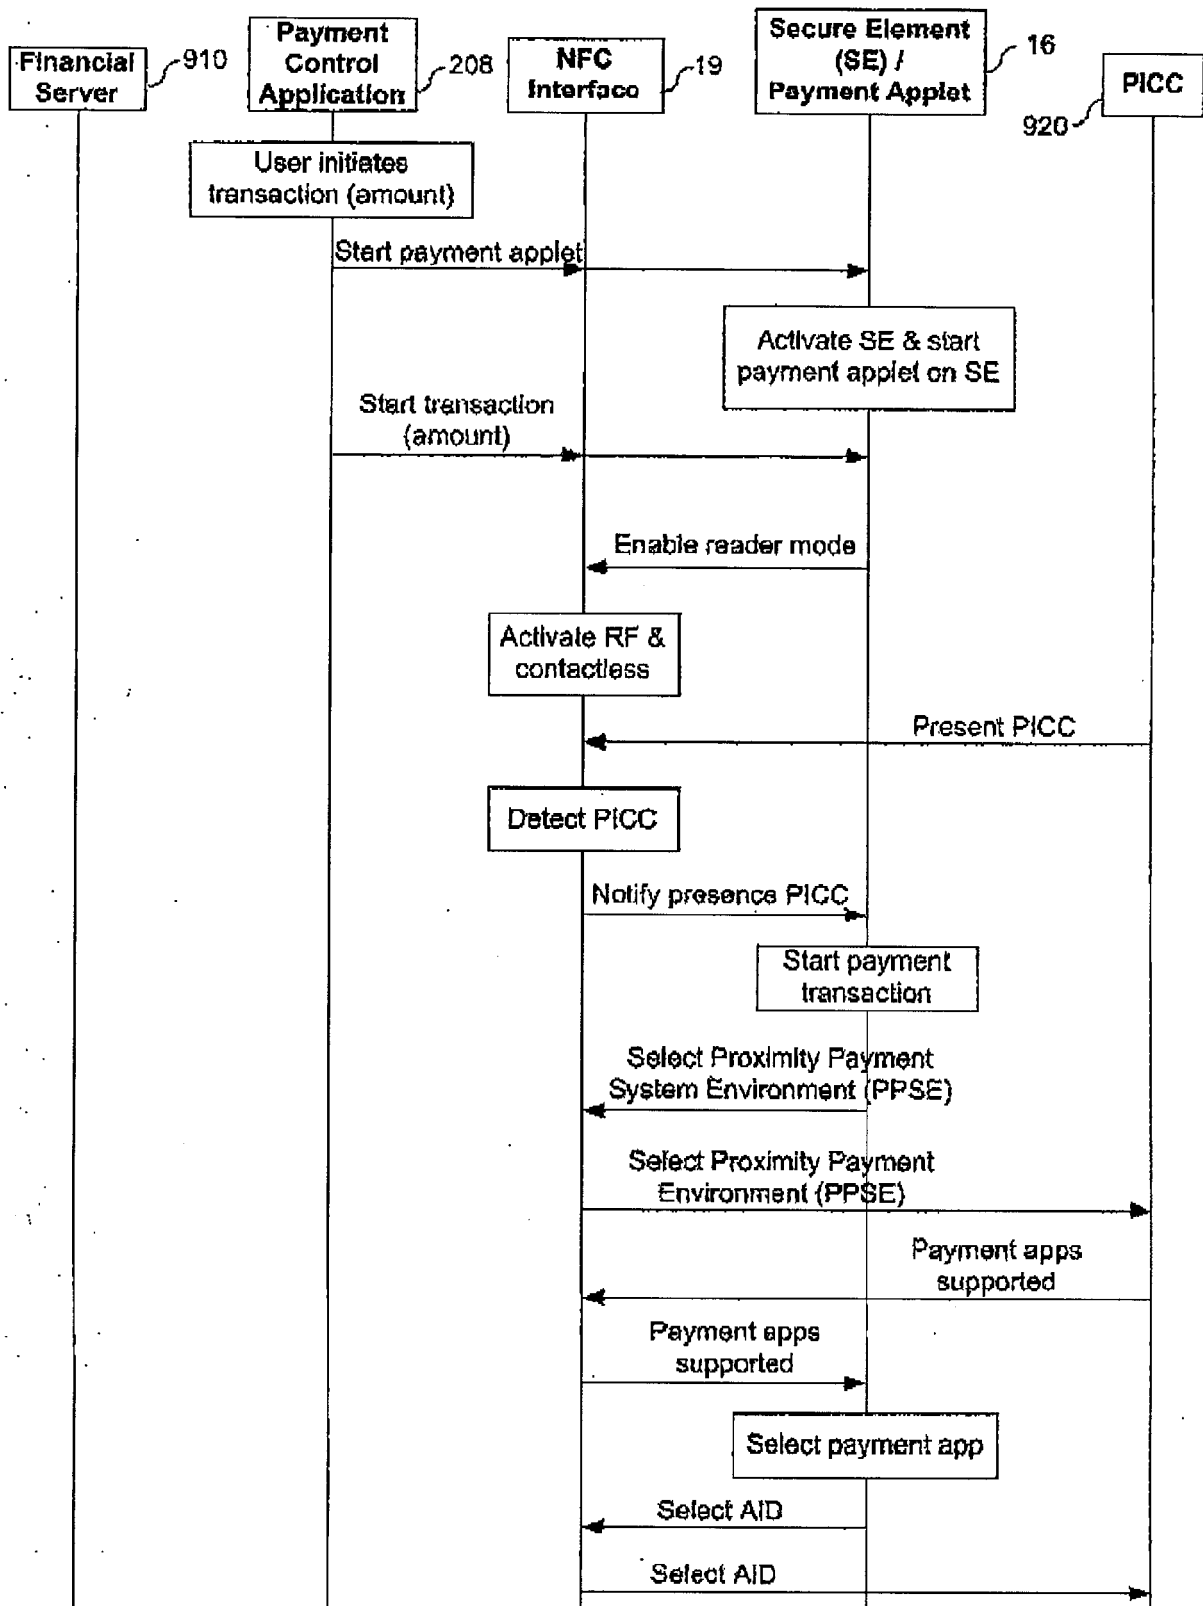 Financial
Server
910
Payment
Control
Application
208
NFC
Interface
19
Secure Element
(SE) /
Payment Applet
16
PICC
920
User initiates
transaction (amount)
Start payment applet
Activate SE & start
payment applet on SE
Start transaction
(amount)
Enable reader mode
Activate RF &
contactless
Present PICC
Detect PICC
Notify presence PICC
Start payment
transaction
Select Proximity Payment
System Environment (PPSE)
Select Proximity Payment
Environment (PPSE)
Payment apps
supported
Payment apps
supported
Select payment app
Select AID
Select AID